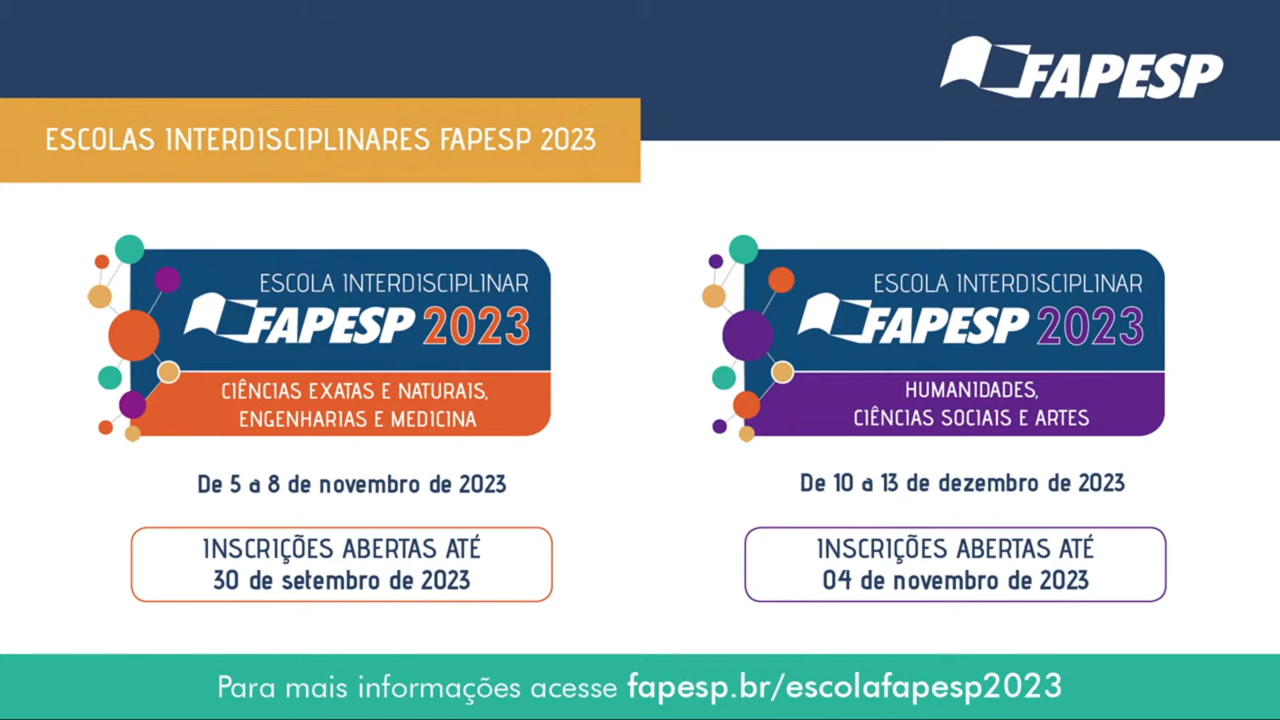 FAPESP
ESCOLAS INTERDISCIPLINARES FAPESP 2023
ESCOLA INTERDISCIPLINAR
FAPESP 2023
CIÊNCIAS EXATAS E NATURAIS,
ENGENHARIAS E MEDICINA
De 5 a 8 de novembro de 2023
INSCRIÇÕES ABERTAS ATÉ
30 de setembro de 2023
ESCOLA INTERDISCIPLINAR
FAPESP 2023
HUMANIDADES,
CIÊNCIAS SOCIAIS E ARTES
De 10 a 13 de dezembro de 2023
INSCRIÇÕES ABERTAS ATÉ
04 de novembro de 2023
Para mais informações acesse fapesp.br/escolafapesp2023